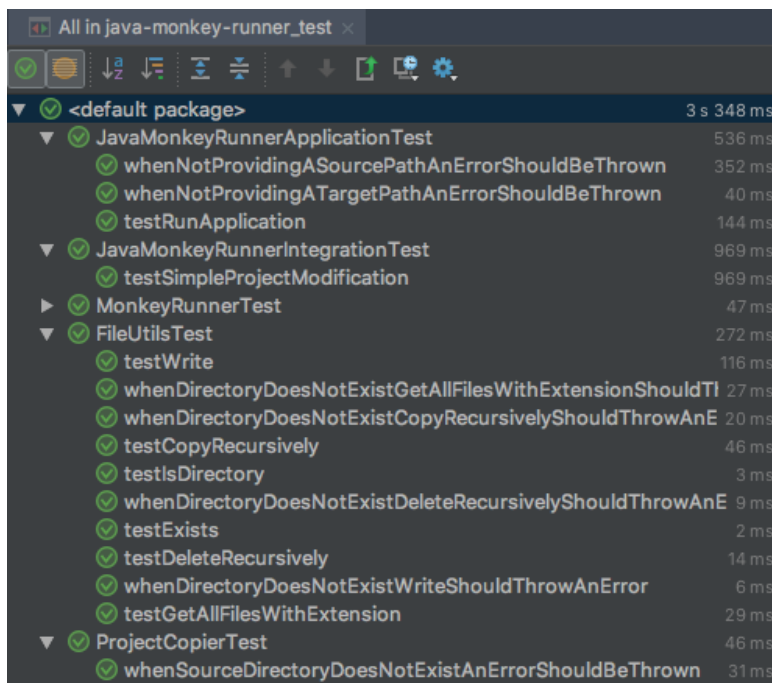 All in java-monkey-runner_test
<default package> 3 s 348 ms
JavaMonkeyRunnerApplicationTest 536 ms
whenNotProvidingASourcePathAnErrorShouldBeThrown 352 ms
whenNotProvidingATargetPathAnErrorShouldBeThrown 40 ms
testRunApplication 144 ms
JavaMonkeyRunnerIntegrationTest 969 ms
testSimpleProjectModification 969 ms
MonkeyRunnerTest 47 ms
FileUtilsTest 272 ms
testWrite 116 ms
whenDirectoryDoesNotExistGetAllFilesWithExtensionShouldTh 27 ms
whenDirectoryDoesNotExistCopyRecursivelyShouldThrowAnE 20 ms
testCopyRecursively 46 ms
testIsDirectory 3 ms
whenDirectoryDoesNotExistDeleteRecursivelyShouldThrowAnE 9 ms
testExists 2 ms
testDeleteRecursively 14 ms
whenDirectoryDoesNotExistWriteShouldThrowAnError 6 ms
testGetAllFilesWithExtension 29 ms
ProjectCopierTest 46 ms
whenSourceDirectoryDoesNotExistAnErrorShouldBeThrown 31 ms